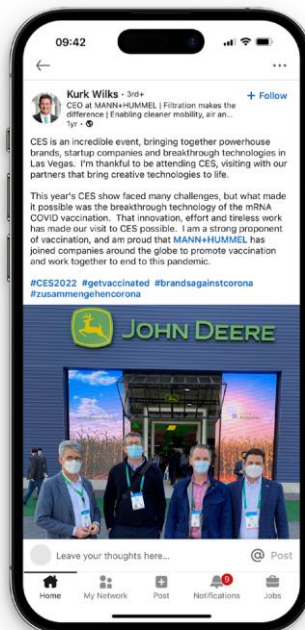 09:42
Kurk Wilks • 3rd+
+ Follow
CEO at MANN+HUMMEL | Filtration makes the
difference | Enabling cleaner mobility, air an...
1yr •
CES is an incredible event, bringing together powerhouse
brands, startup companies and breakthrough technologies in
Las Vegas. I'm thankful to be attending CES, visiting with our
partners that bring creative technologies to life.
This year's CES show faced many challenges, but what made
it possible was the breakthrough technology of the mRNA
COVID vaccination. That innovation, effort and tireless work
has made our visit to CES possible. I am a strong proponent
of vaccination, and am proud that MANN+HUMMEL has
joined companies around the globe to promote vaccination
and work together to end to this pandemic.
#CES2022 #getvaccinated #brandsagainstcorona
#zusammengehencorona
JOHN DEERE
Leave your thoughts here...
@ Post
Home
My Network
Post
Notifications
9
Jobs